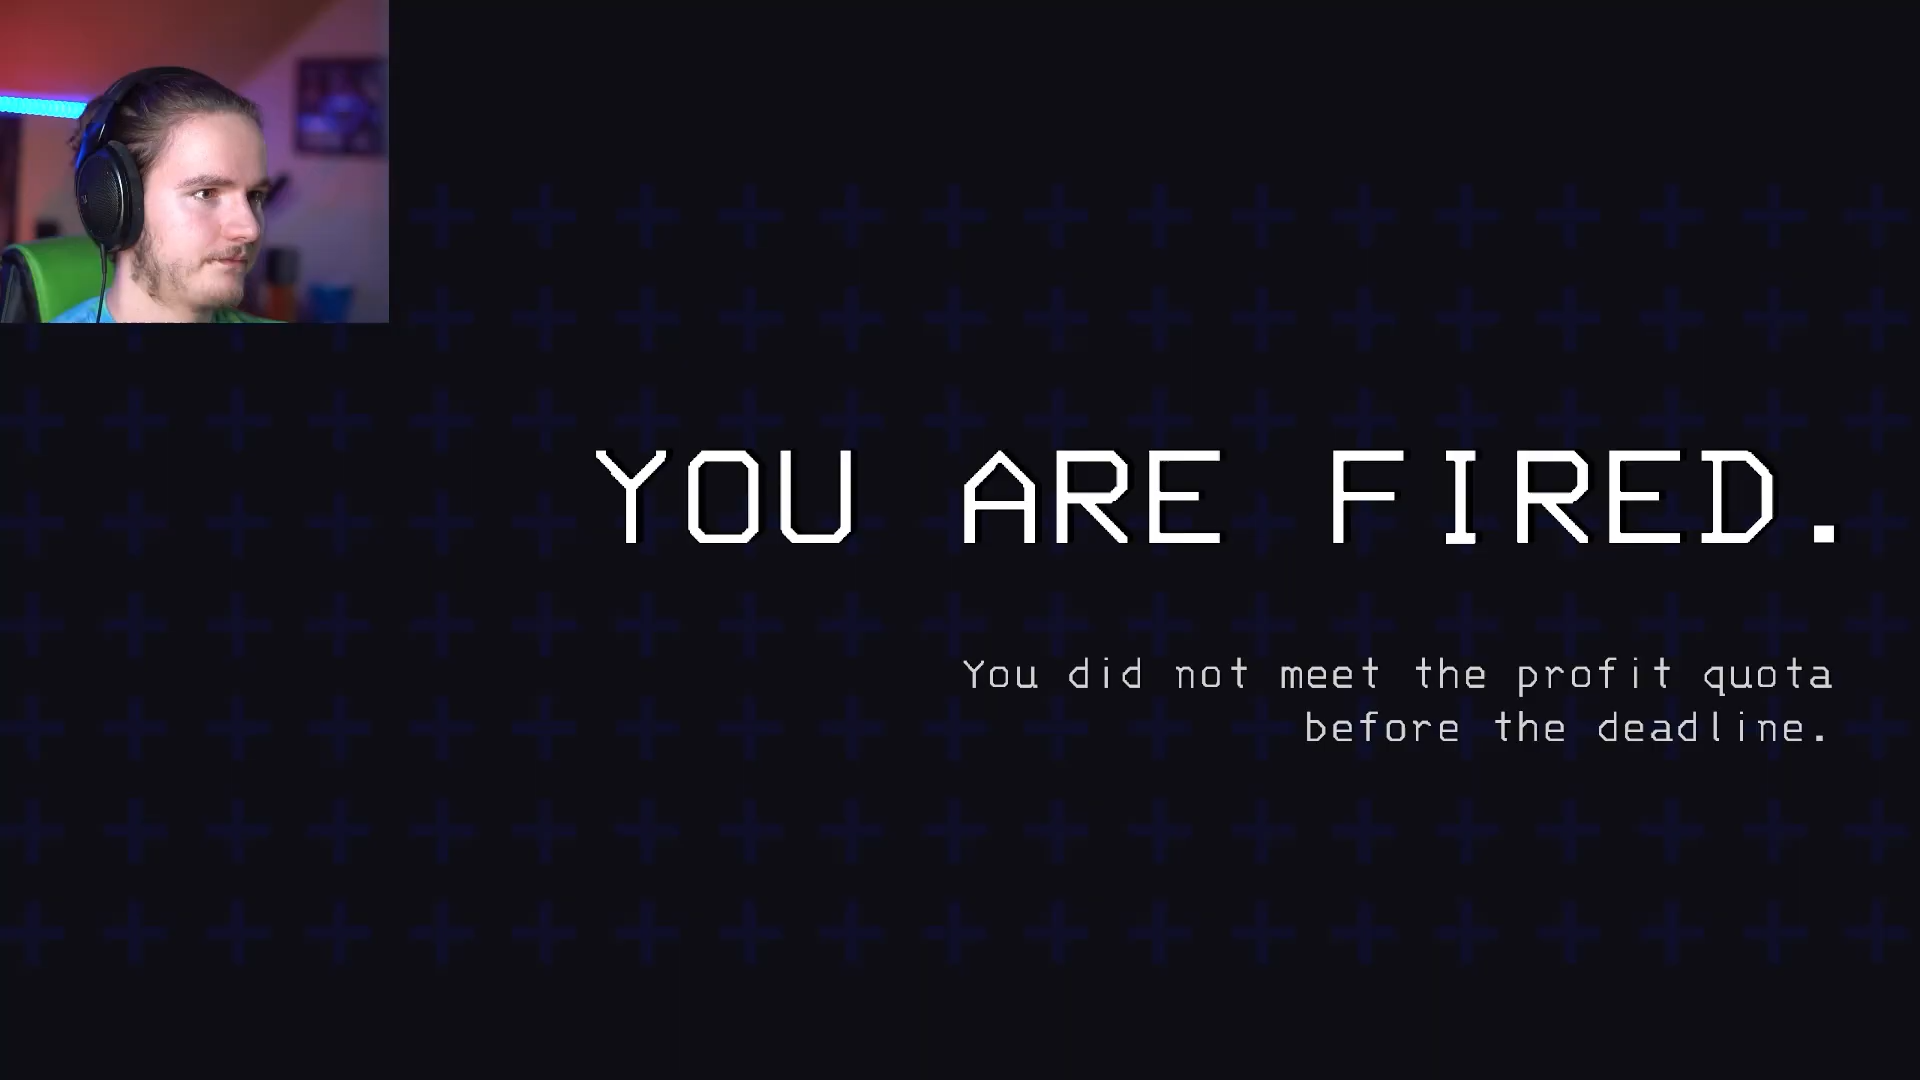 YOU ARE FIRED.
You did not meet the profit quota
before the deadline.